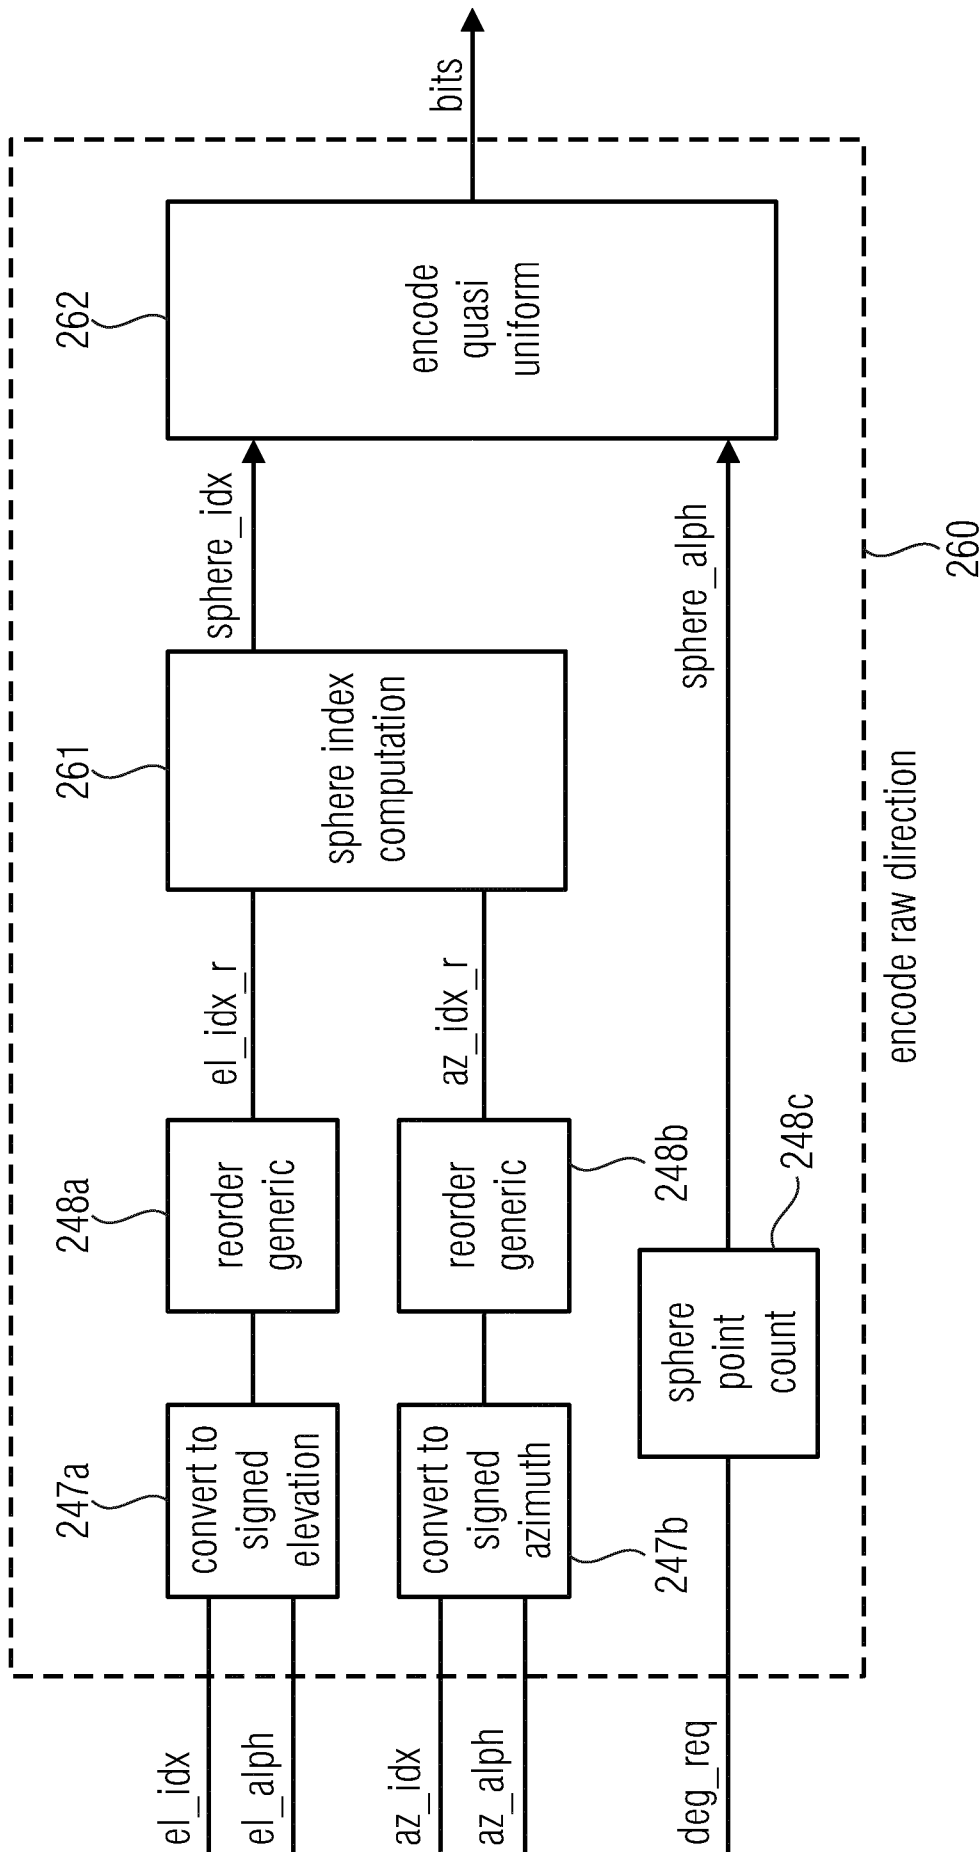 el_idx
el_alph
az_idx
az_alph
deg_req
247a
convert to
signed
elevation
convert to
signed
azimuth
247b
248a
reorder
generic
reorder
generic
248b
sphere
point
count
248c
el_idx_r
az_idx_r
261
sphere index
computation
sphere_idx
sphere_alph
262
encode
quasi
uniform
bits
260
encode raw direction